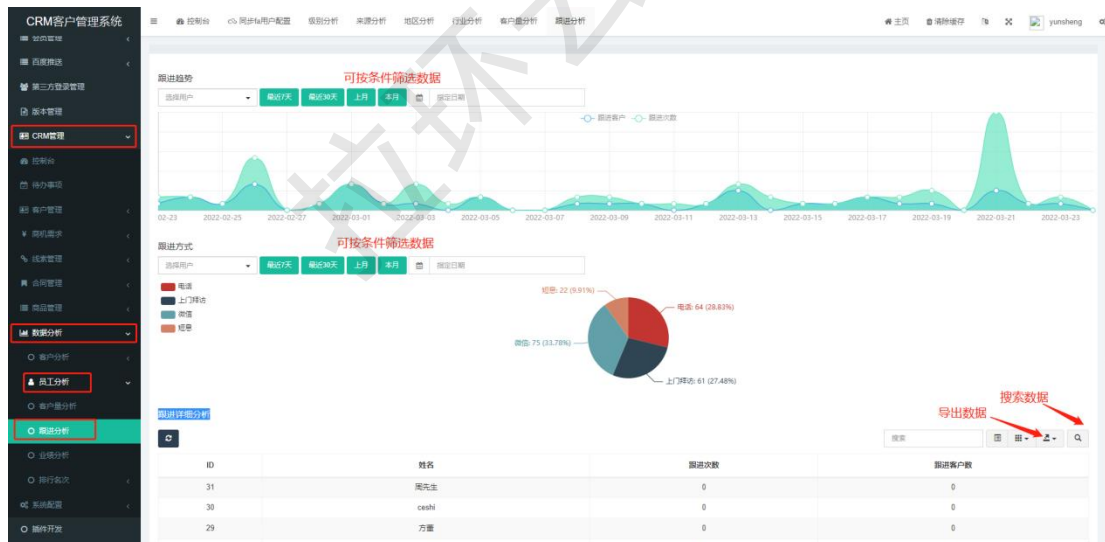 CRM客户管理系统
控制台 同步fa用户配置 级别分析 来源分析 地区分析 行业分析 客户量分析 跟进分析 主页 清除缓存 yunsheng
会员管理
百度推送
第三方登录管理
版本管理
CRM管理
控制台
待办事项
客户管理
¥ 商机需求
线索管理
合同管理
商品管理
数据分析
客户分析
员工分析
客户量分析
跟进分析
业绩分析
排行名次
系统配置
插件开发
跟进趋势 可按条件筛选数据
选择用户 最近7天 最近30天 上月 本月 指定日期
跟进客户 跟进次数
02-23 2022-02-25 2022-02-27 2022-03-01 2022-03-03 2022-03-05 2022-03-07 2022-03-09 2022-03-11 2022-03-13 2022-03-15 2022-03-17 2022-03-19 2022-03-21 2022-03-23
跟进方式 可按条件筛选数据
选择用户 最近7天 最近30天 上月 本月 指定日期
电话
上门拜访
微信
短息
短息: 22 (9.91%)
电话: 64 (28.83%)
微信: 75 (33.78%)
上门拜访: 61 (27.48%)
搜索数据
导出数据
跟进详细分析
搜索
ID 姓名 跟进次数 跟进客户数
31 周先生 0 0
30 ceshi 0 0
29 方董 0 0
拉环云